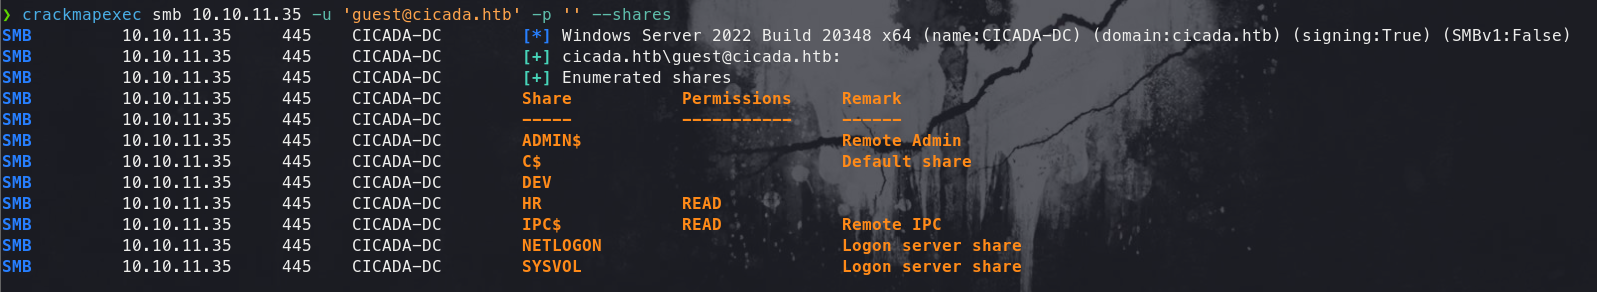 ❯ crackmapexec smb 10.10.11.35 -u 'guest@cicada.htb' -p '' --shares
SMB         10.10.11.35     445    CICADA-DC        [*] Windows Server 2022 Build 20348 x64 (name:CICADA-DC) (domain:cicada.htb) (signing:True) (SMBv1:False)
SMB         10.10.11.35     445    CICADA-DC        [+] cicada.htb\guest@cicada.htb:
SMB         10.10.11.35     445    CICADA-DC        [+] Enumerated shares
SMB         10.10.11.35     445    CICADA-DC        Share           Permissions     Remark
SMB         10.10.11.35     445    CICADA-DC        -----           -----------     ------
SMB         10.10.11.35     445    CICADA-DC        ADMIN$                          Remote Admin
SMB         10.10.11.35     445    CICADA-DC        C$                              Default share
SMB         10.10.11.35     445    CICADA-DC        DEV
SMB         10.10.11.35     445    CICADA-DC        HR              READ
SMB         10.10.11.35     445    CICADA-DC        IPC$            READ            Remote IPC
SMB         10.10.11.35     445    CICADA-DC        NETLOGON                        Logon server share
SMB         10.10.11.35     445    CICADA-DC        SYSVOL                          Logon server share